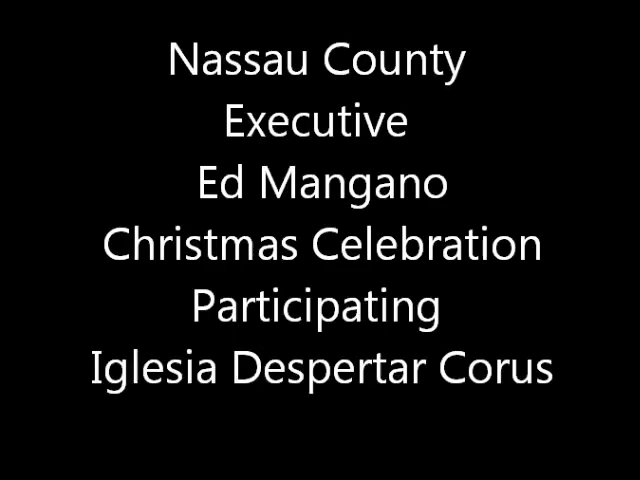 Nassau County
Executive
Ed Mangano
Christmas Celebration
Participating
Iglesia Despertar Corus